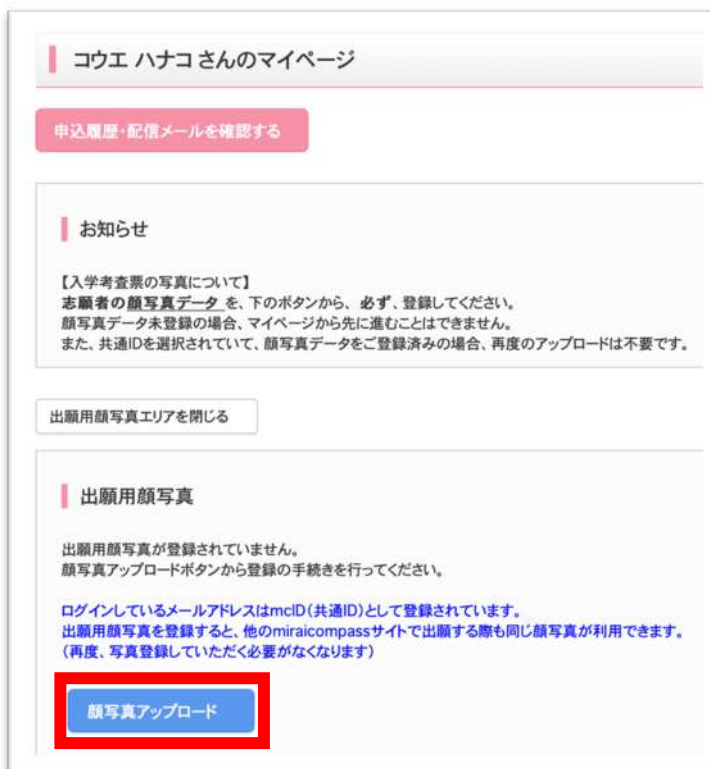 コウエ ハナコ さんのマイページ
申込履歴・配信メールを確認する
お知らせ
【入学考査票の写真について】
志願者の顔写真データ を、下のボタンから、 必ず 、登録してください。
顔写真データ未登録の場合、マイページから先に進むことはできません。
また、共通IDを選択されていて、顔写真データをご登録済みの場合、再度のアップロードは不要です。
出願用顔写真エリアを閉じる
出願用顔写真
出願用顔写真が登録されていません。
顔写真アップロードボタンから登録の手続きを行ってください。
ログインしているメールアドレスはmcID(共通ID)として登録されています。
出願用顔写真を登録すると、他のmiraicompassサイトで出願する際も同じ顔写真が利用できます。
(再度、写真登録していただく必要がなくなります)
顔写真アップロード